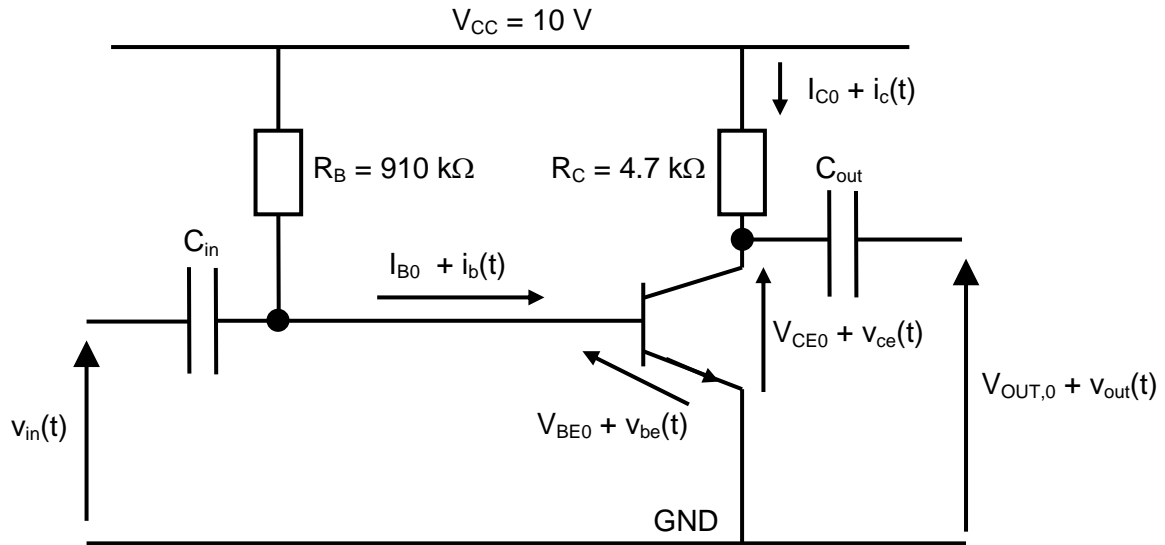 V_CC = 10 V
I_C0 + i_c(t)
R_B = 910 kΩ
R_C = 4.7 kΩ
C_out
C_in
I_B0 + i_b(t)
V_CE0 + v_ce(t)
V_OUT,0 + v_out(t)
v_in(t)
V_BE0 + v_be(t)
GND